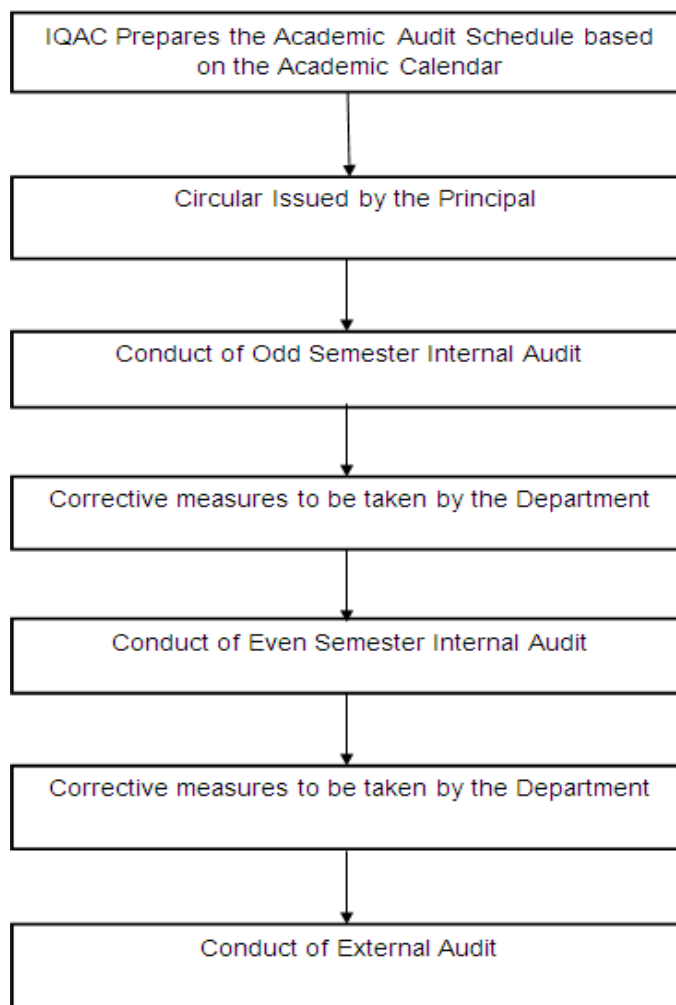 IQAC Prepares the Academic Audit Schedule based
on the Academic Calendar
Circular Issued by the Principal
Conduct of Odd Semester Internal Audit
Corrective measures to be taken by the Department
Conduct of Even Semester Internal Audit
Corrective measures to be taken by the Department
Conduct of External Audit